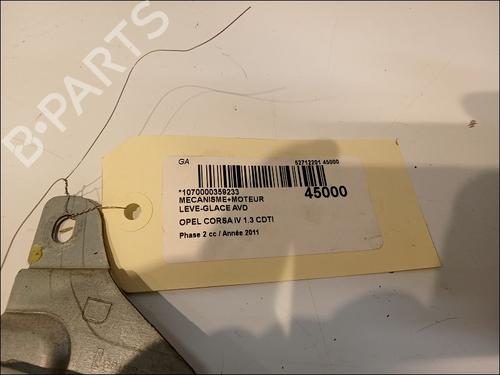 B-PARTS
GA
52712201 45000
*1070000359233
45000
MECANISME+MOTEUR
LEVE-GLACE AVD
OPEL CORSA IV 1.3 CDTI
Phase 2 cc / Année 2011